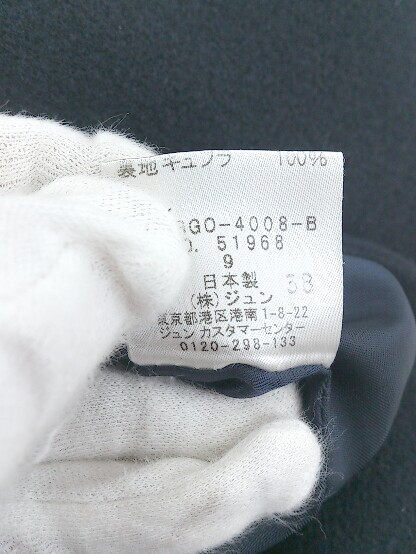 裏地 キュプラ 100%
GO-4008-B
51968
9
日本製 38
(株)ジュン
東京都港区港南1-8-22
ジュン カスタマーセンター
0120-298-133